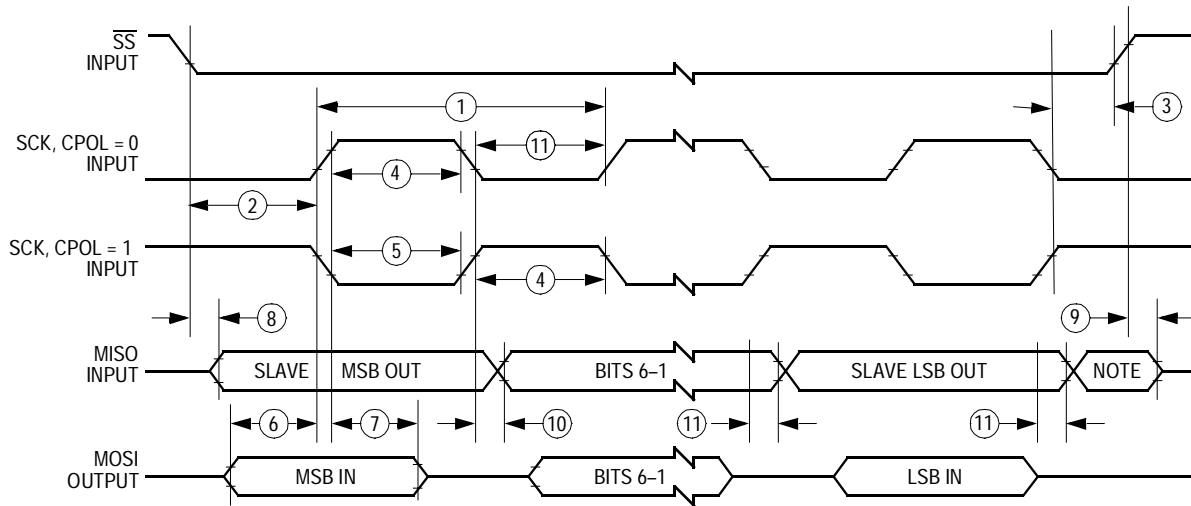 SS
INPUT
1
3
SCK, CPOL = 0
INPUT
11
4
2
SCK, CPOL = 1
INPUT
5
4
8
9
MISO
INPUT
SLAVE MSB OUT
BITS 6–1
SLAVE LSB OUT
NOTE
6
7
10
11
11
MOSI
OUTPUT
MSB IN
BITS 6–1
LSB IN